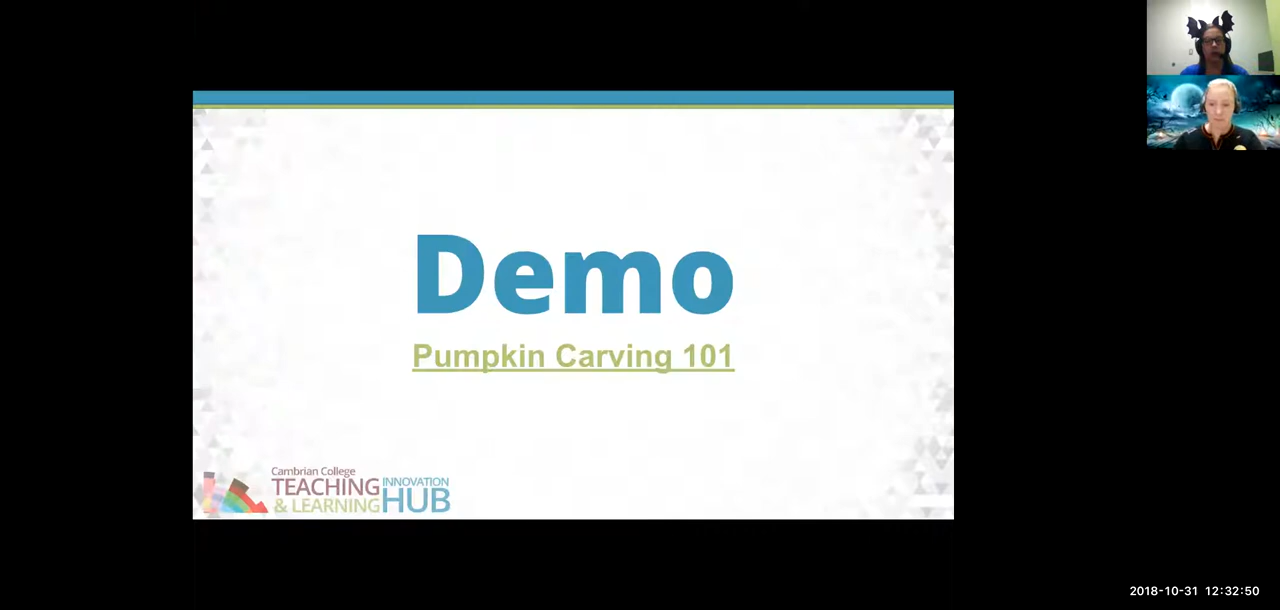 Demo
Pumpkin Carving 101
Cambrian College
TEACHING INNOVATION
& LEARNING HUB
2018-10-31 12:32:50